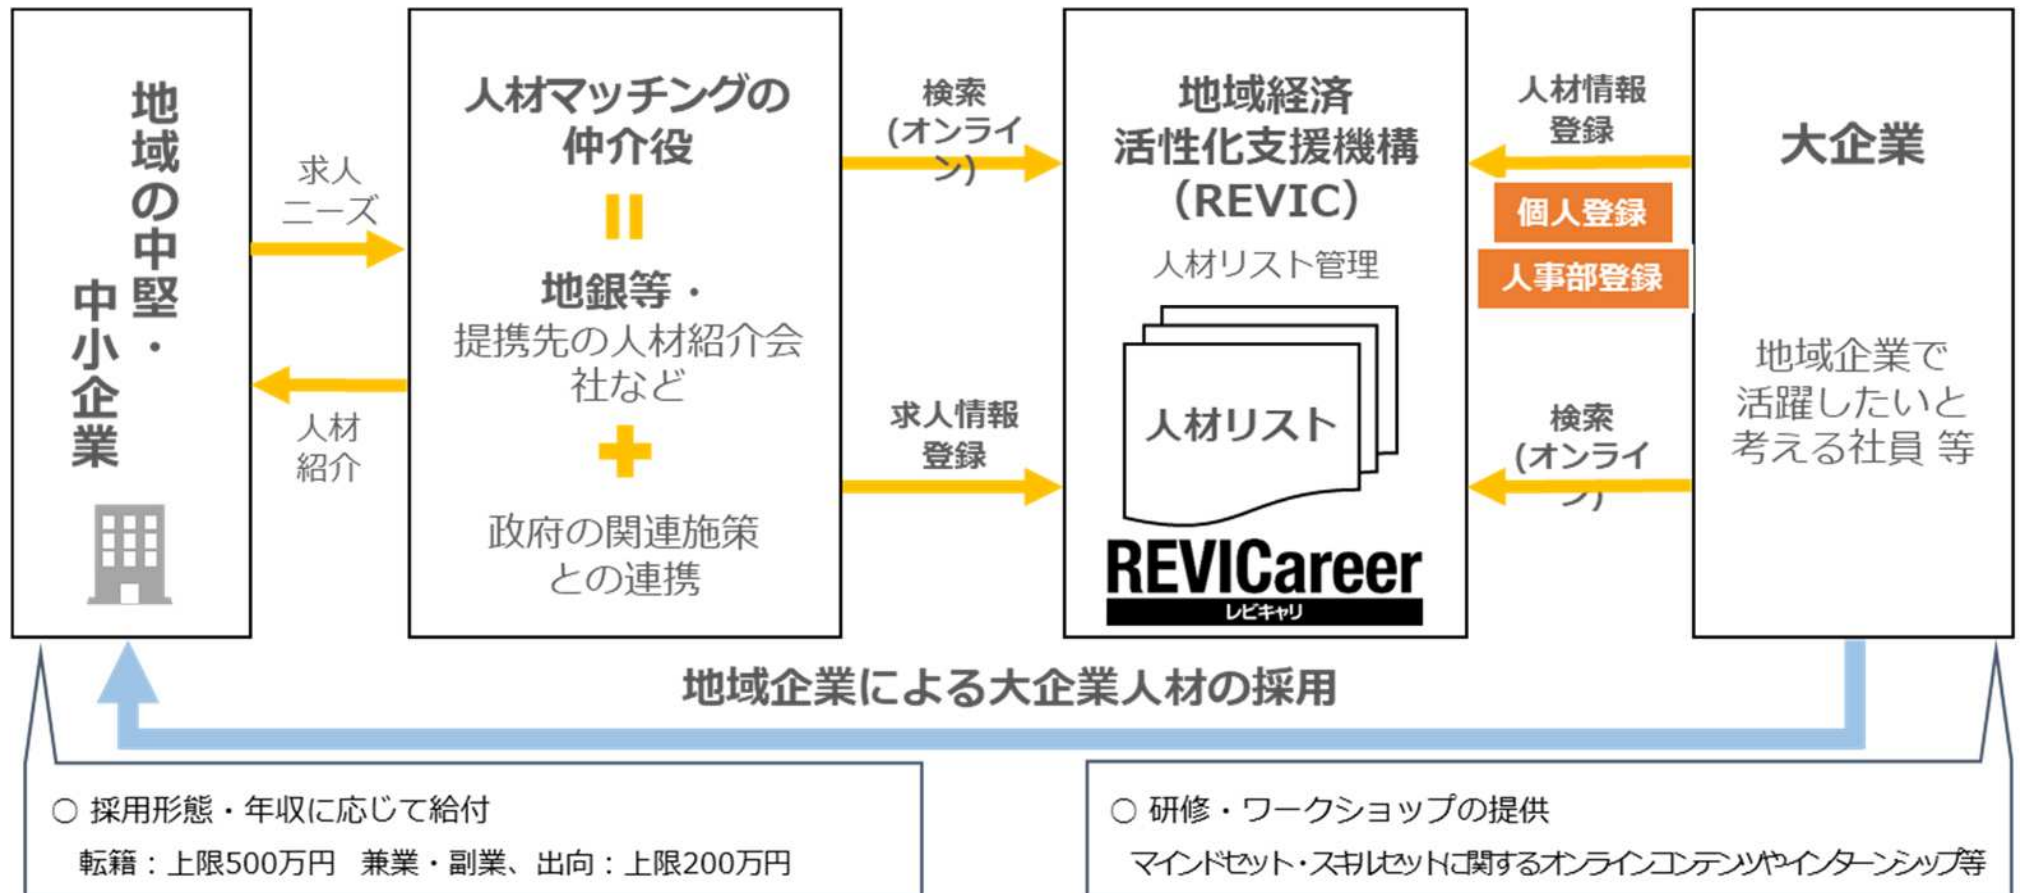 地域の中堅・
中小企業
求人
ニーズ
人材
紹介
人材マッチングの
仲介役
地銀等・
提携先の人材紹介会
社など
政府の関連施策
との連携
検索
(オンライ
ン)
求人情報
登録
地域経済
活性化支援機構
（REVIC）
人材リスト管理
人材リスト
REVICareer
レビキャリ
人材情報
登録
個人登録
人事部登録
検索
(オンライ
ン)
大企業
地域企業で
活躍したいと
考える社員 等
地域企業による大企業人材の採用
○ 採用形態・年収に応じて給付
転籍：上限500万円 兼業・副業、出向：上限200万円
○ 研修・ワークショップの提供
マインドセット・スキルセットに関するオンラインコンテンツやインターンシップ等